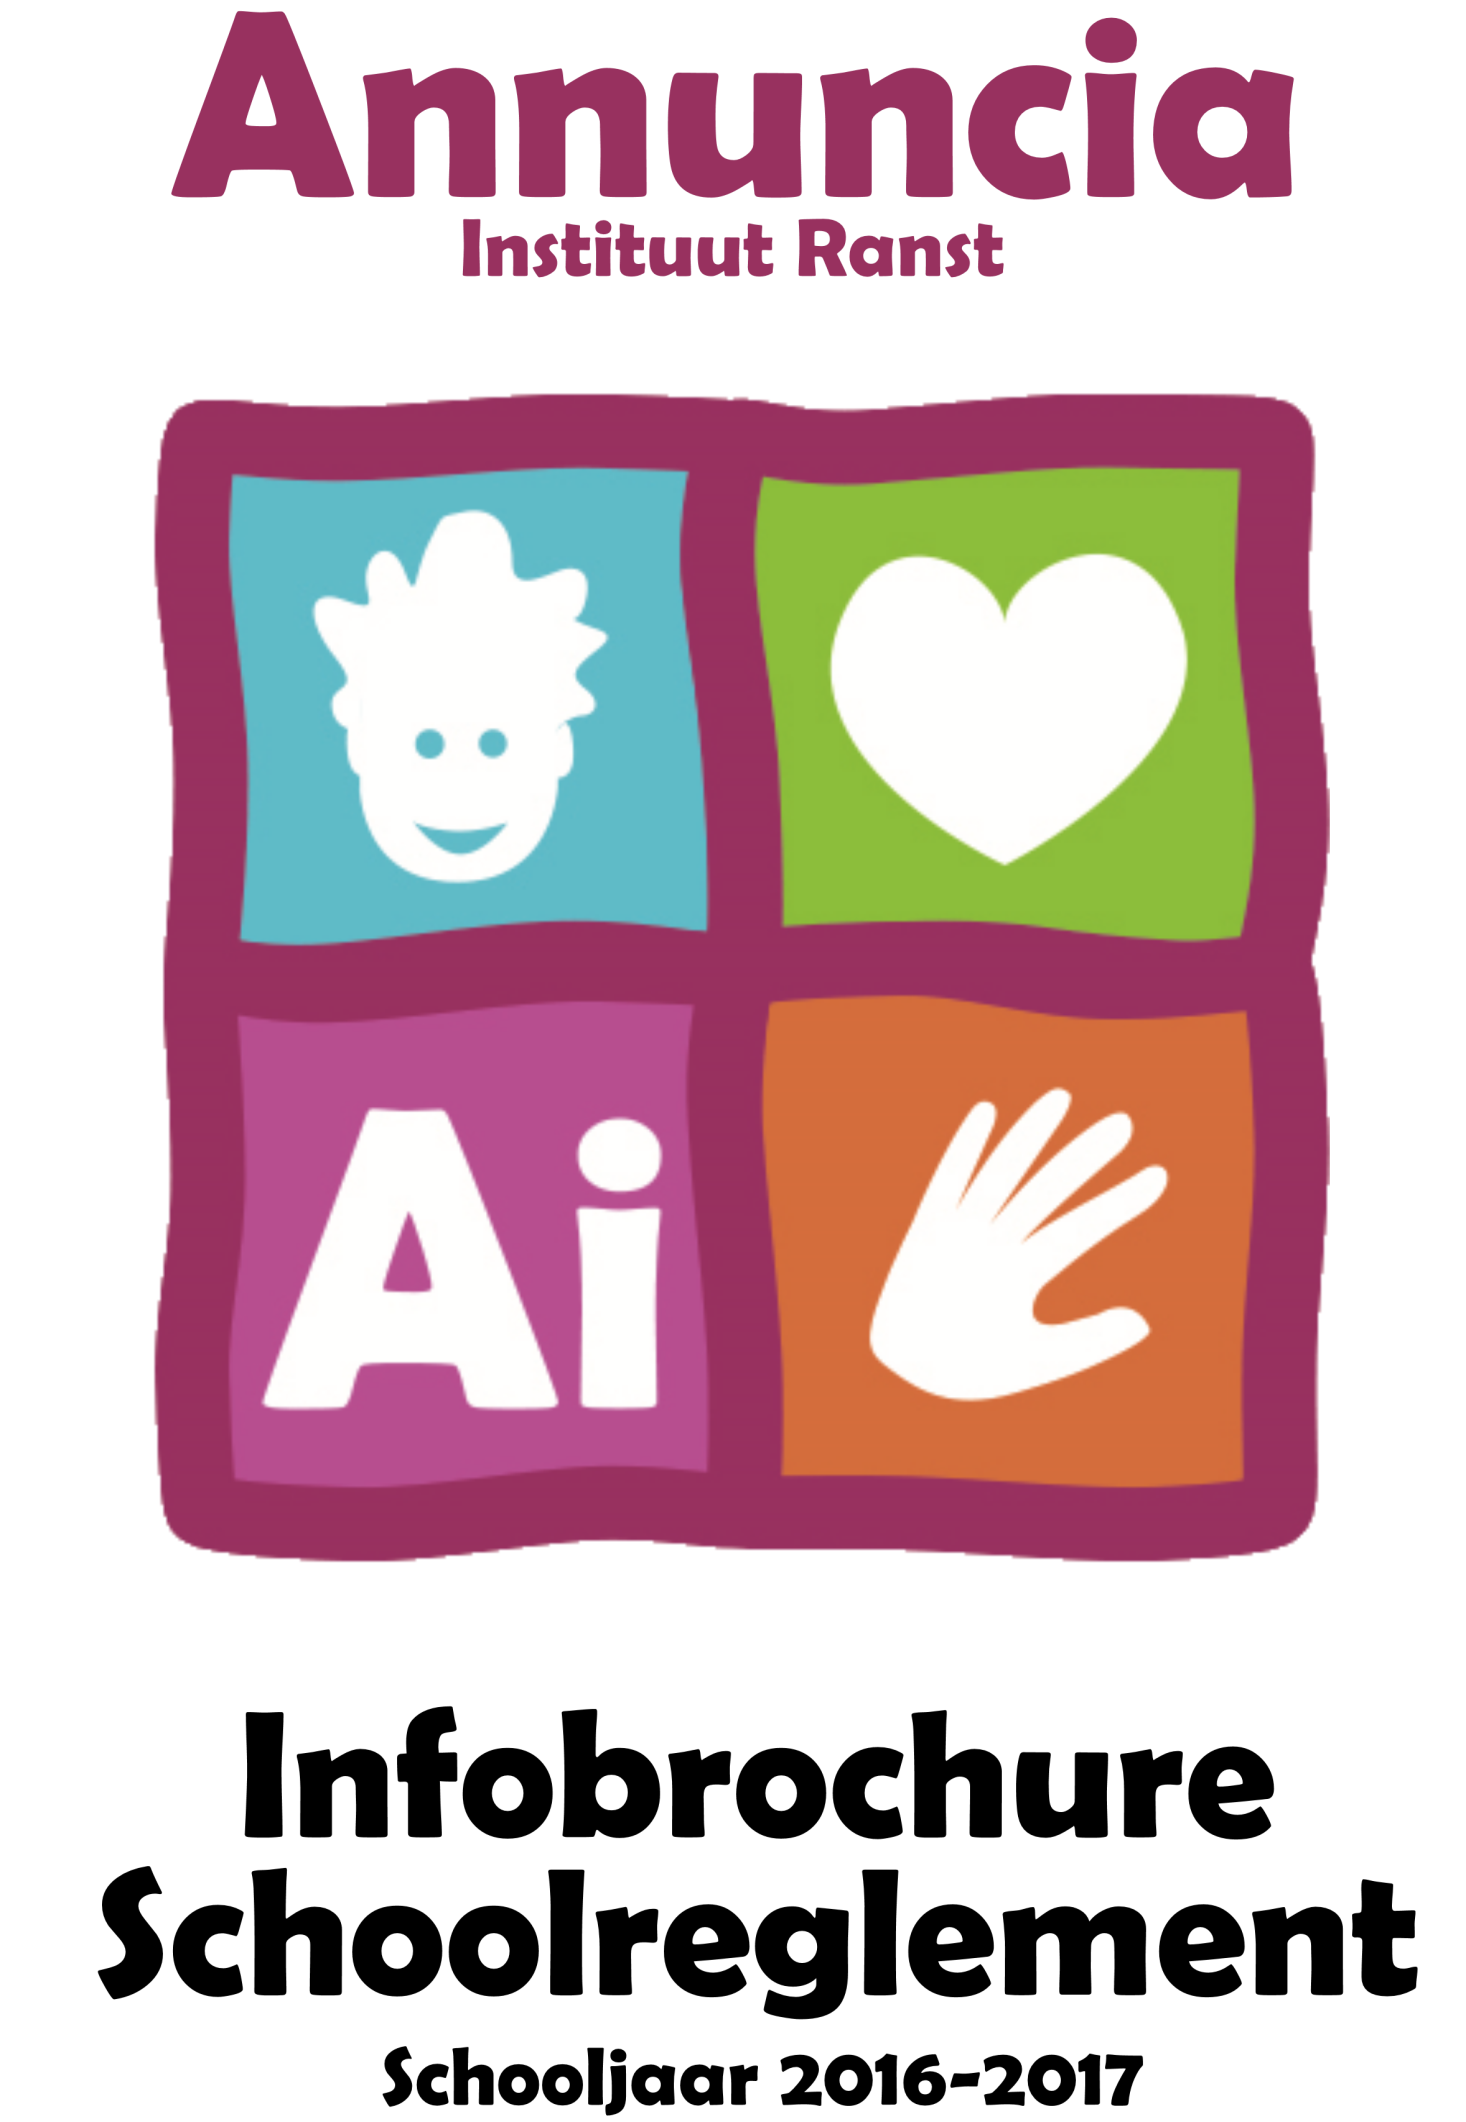 Annuncia
Instituut Ranst
Ai
Infobrochure
Schoolreglement
Schooljaar 2016-2017